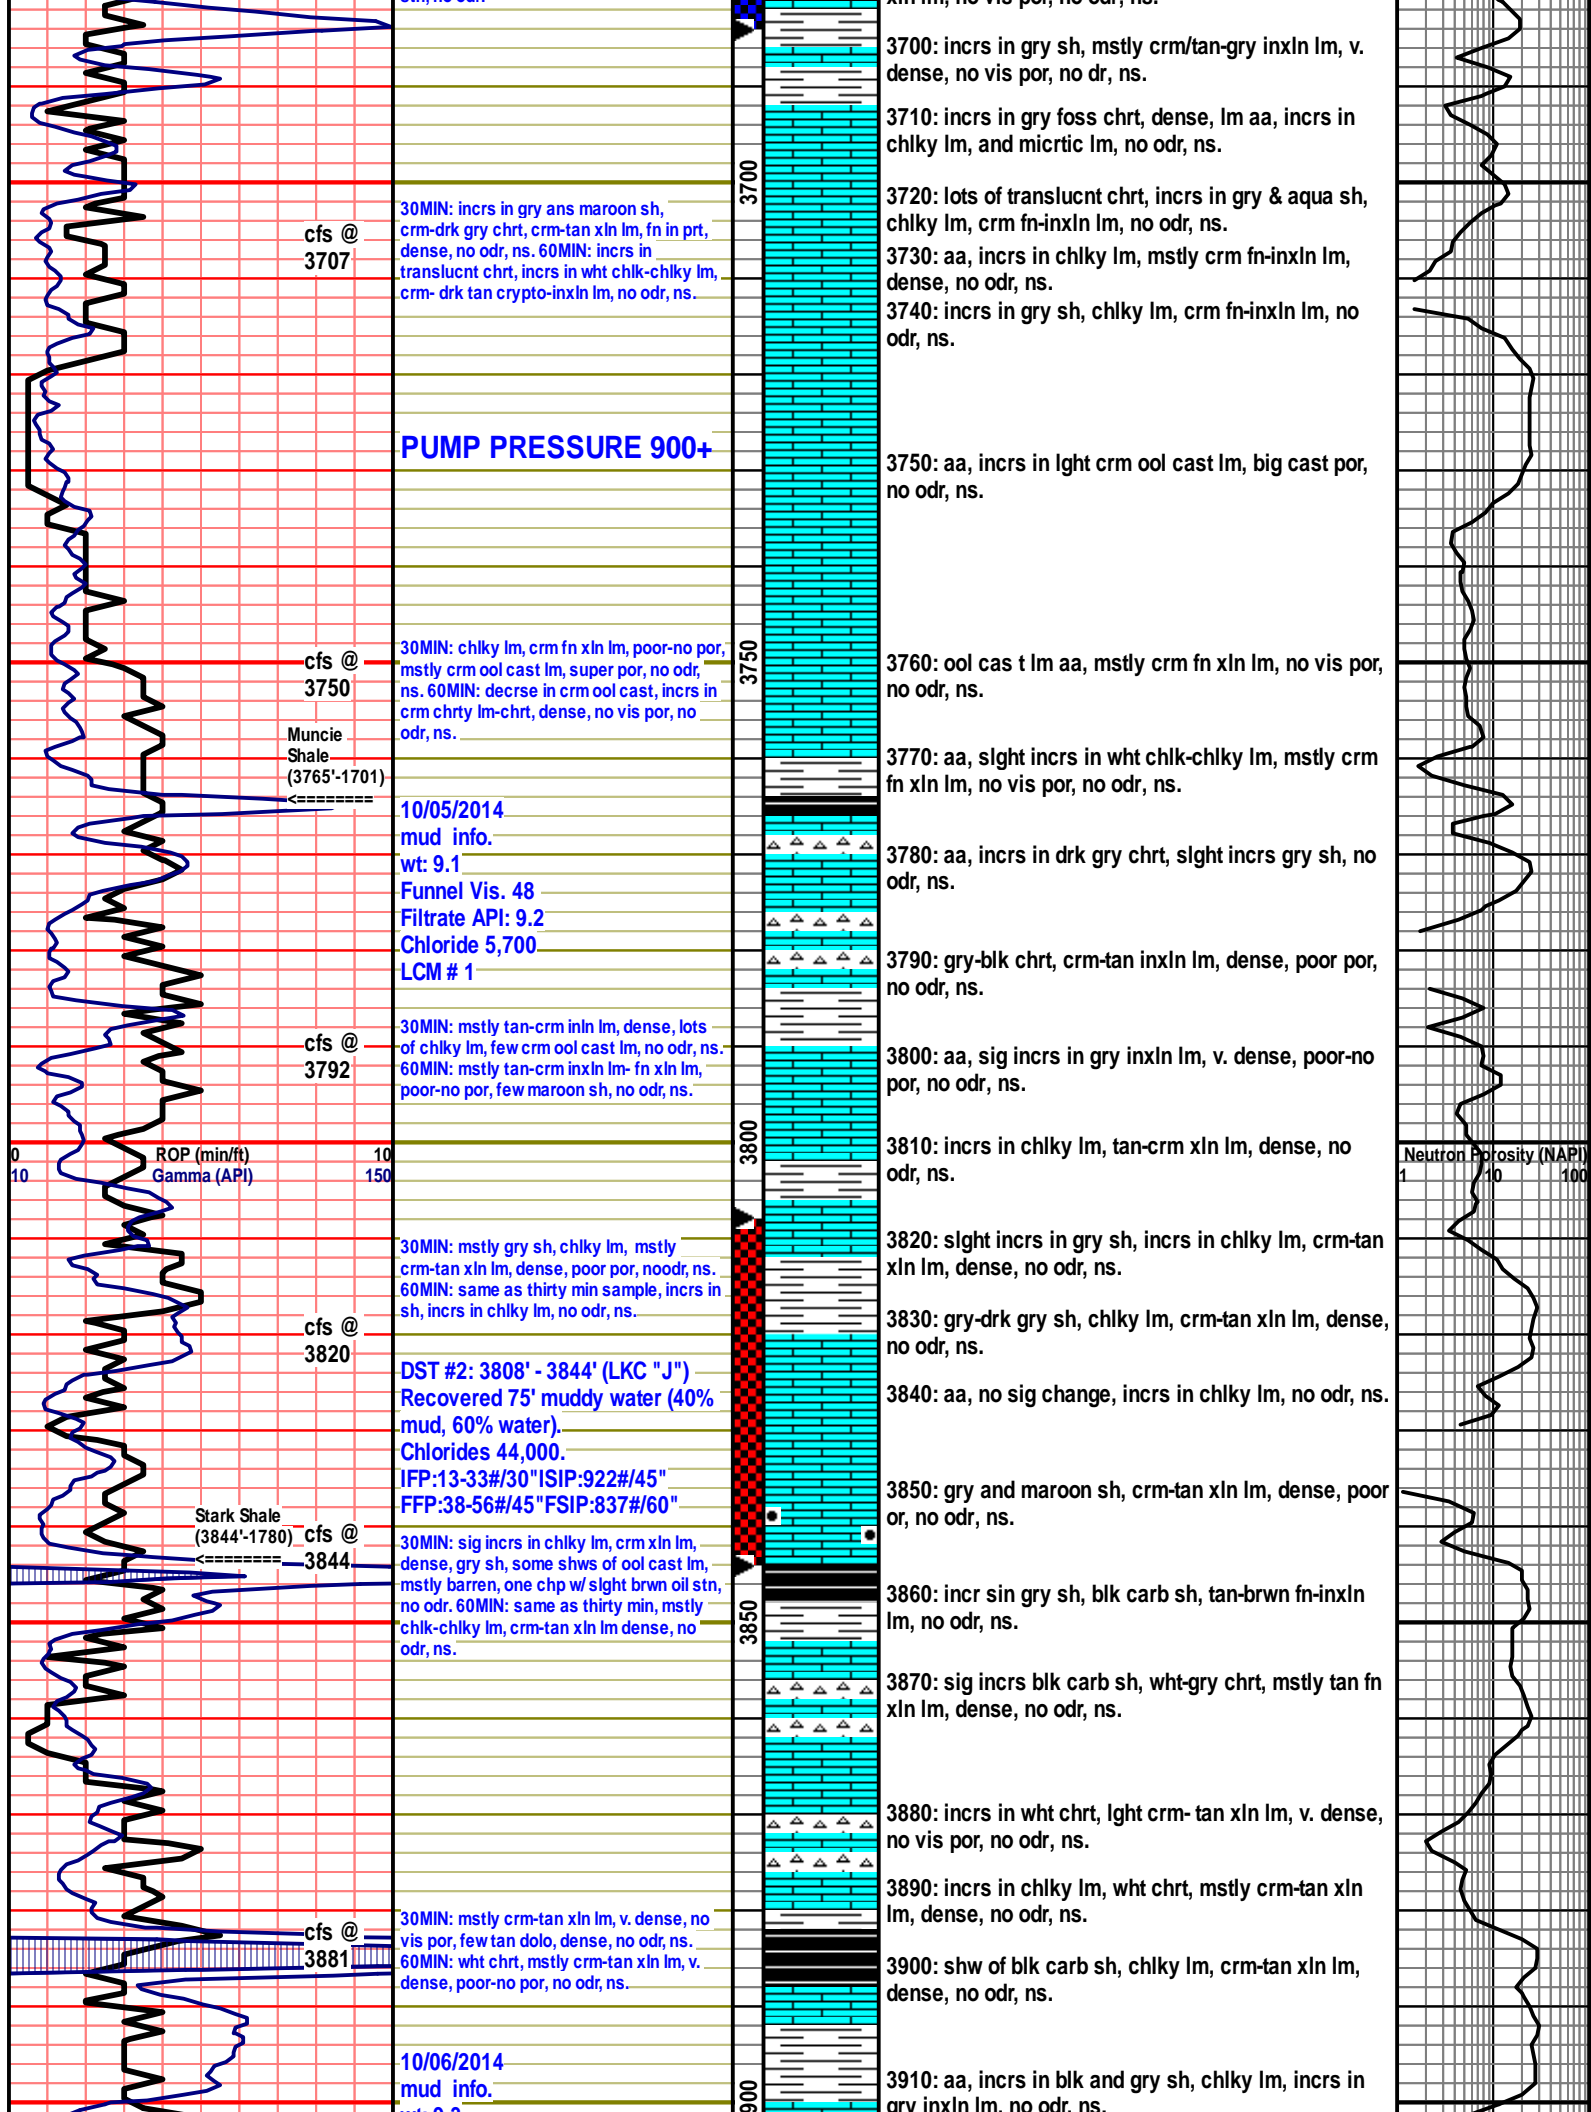 3700: incrs in gry sh, mstly crm/tan-gry inxln lm, v.
dense, no vis por, no dr, ns.
3710: incrs in gry foss chrt, dense, lm aa, incrs in
chlky lm, and micrtic lm, no odr, ns.
3700
3720: lots of translucnt chrt, incrs in gry & aqua sh,
chlky lm, crm fn-inxln lm, no odr, ns.
cfs @
3707
30MIN: incrs in gry ans maroon sh,
crm-drk gry chrt, crm-tan xln lm, fn in prt,
dense, no odr, ns. 60MIN: incrs in
translucnt chrt, incrs in wht chlk-chlky lm,
crm- drk tan crypto-inxln lm, no odr, ns.
3730: aa, incrs in chlky lm, mstly crm fn-inxln lm,
dense, no odr, ns.
3740: incrs in gry sh, chlky lm, crm fn-inxln lm, no
odr, ns.
PUMP PRESSURE 900+
3750: aa, incrs in lght crm ool cast lm, big cast por,
no odr, ns.
cfs @
3750
30MIN: chlky lm, crm fn xln lm, poor-no por,
mstly crm ool cast lm, super por, no odr,
ns. 60MIN: decrse in crm ool cast, incrs in
crm chrty lm-chrt, dense, no vis por, no
odr, ns.
3750
3760: ool cas t lm aa, mstly crm fn xln lm, no vis por,
no odr, ns.
Muncie
Shale
(3765'-1701)
<========
3770: aa, slght incrs in wht chlk-chlky lm, mstly crm
fn xln lm, no vis por, no odr, ns.
10/05/2014
mud info.
wt: 9.1
Funnel Vis. 48
Filtrate API: 9.2
Chloride 5,700
LCM # 1
3780: aa, incrs in drk gry chrt, slght incrs gry sh, no
odr, ns.
3790: gry-blk chrt, crm-tan inxln lm, dense, poor por,
no odr, ns.
cfs @
3792
30MIN: mstly tan-crm inln lm, dense, lots
of chlky lm, few crm ool cast lm, no odr, ns.
60MIN: mstly tan-crm inxln lm- fn xln lm,
poor-no por, few maroon sh, no odr, ns.
3800: aa, sig incrs in gry inxln lm, v. dense, poor-no
por, no odr, ns.
3800
3810: incrs in chlky lm, tan-crm xln lm, dense, no
odr, ns.
0 ROP (min/ft) 10
10 Gamma (API) 150
Neutron Porosity (NAPI)
1 10 100
30MIN: mstly gry sh, chlky lm, mstly
crm-tan xln lm, dense, poor por, noodr, ns.
60MIN: same as thirty min sample, incrs in
sh, incrs in chlky lm, no odr, ns.
3820: slght incrs in gry sh, incrs in chlky lm, crm-tan
xln lm, dense, no odr, ns.
cfs @
3820
3830: gry-drk gry sh, chlky lm, crm-tan xln lm, dense,
no odr, ns.
DST #2: 3808' - 3844' (LKC "J")
Recovered 75' muddy water (40%
mud, 60% water).
Chlorides 44,000.
IFP:13-33#/30"ISIP:922#/45"
FFP:38-56#/45"FSIP:837#/60"
3840: aa, no sig change, incrs in chlky lm, no odr, ns.
3850: gry and maroon sh, crm-tan xln lm, dense, poor
or, no odr, ns.
Stark Shale
(3844'-1780)
<========
cfs @
3844
30MIN: sig incrs in chlky lm, crm xln lm,
dense, gry sh, some shws of ool cast lm,
mstly barren, one chp w/ slght brwn oil stn,
no odr. 60MIN: same as thirty min, mstly
chlk-chlky lm, crm-tan xln lm dense, no
odr, ns.
3850
3860: incr sin gry sh, blk carb sh, tan-brwn fn-inxln
lm, no odr, ns.
3870: sig incrs blk carb sh, wht-gry chrt, mstly tan fn
xln lm, dense, no odr, ns.
3880: incrs in wht chrt, lght crm- tan xln lm, v. dense,
no vis por, no odr, ns.
3890: incrs in chlky lm, wht chrt, mstly crm-tan xln
lm, dense, no odr, ns.
cfs @
3881
30MIN: mstly crm-tan xln lm, v. dense, no
vis por, few tan dolo, dense, no odr, ns.
60MIN: wht chrt, mstly crm-tan xln lm, v.
dense, poor-no por, no odr, ns.
3900: shw of blk carb sh, chlky lm, crm-tan xln lm,
dense, no odr, ns.
10/06/2014
mud info.
900
3910: aa, incrs in blk and gry sh, chlky lm, incrs in
gry inxln lm, no odr, ns.